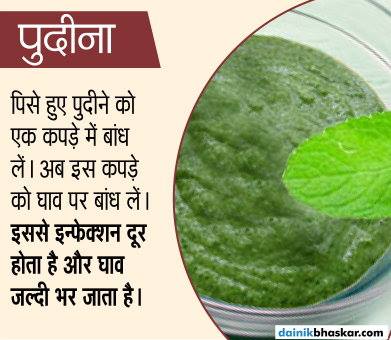 पुदीना
पिसे हुए पुदीने को
एक कपड़े में बांध
लें। अब इस कपड़े
को घाव पर बांध लें।
इससे इन्फेक्शन दूर
होता है और घाव
जल्दी भर जाता है।
dainikbhaskar.com